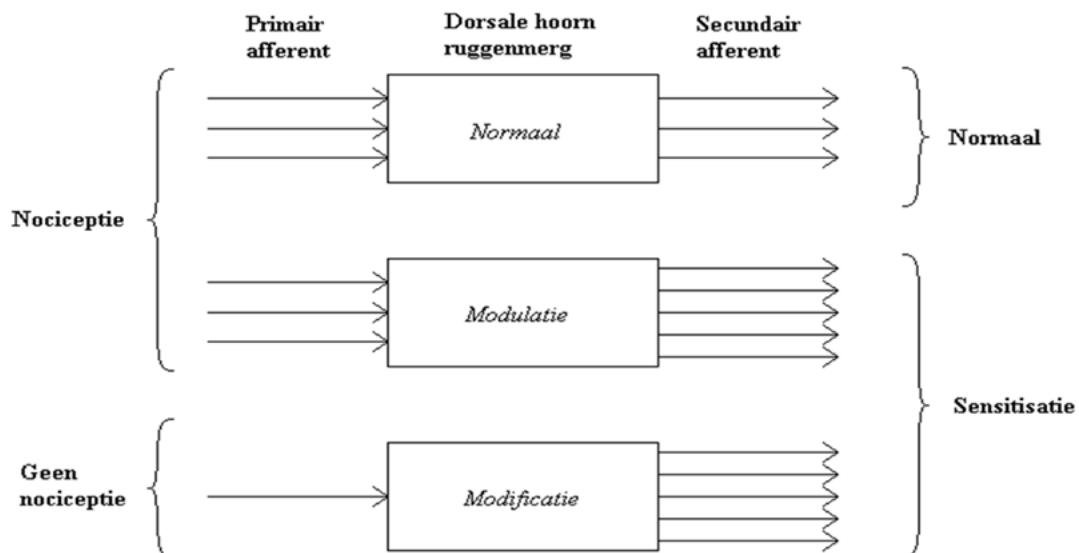 Primair
afferent
Dorsale hoorn
ruggenmerg
Secundair
afferent
Nociceptie
Normaal
Normaal
Modulatie
Sensitisatie
Geen
nociceptie
Modificatie